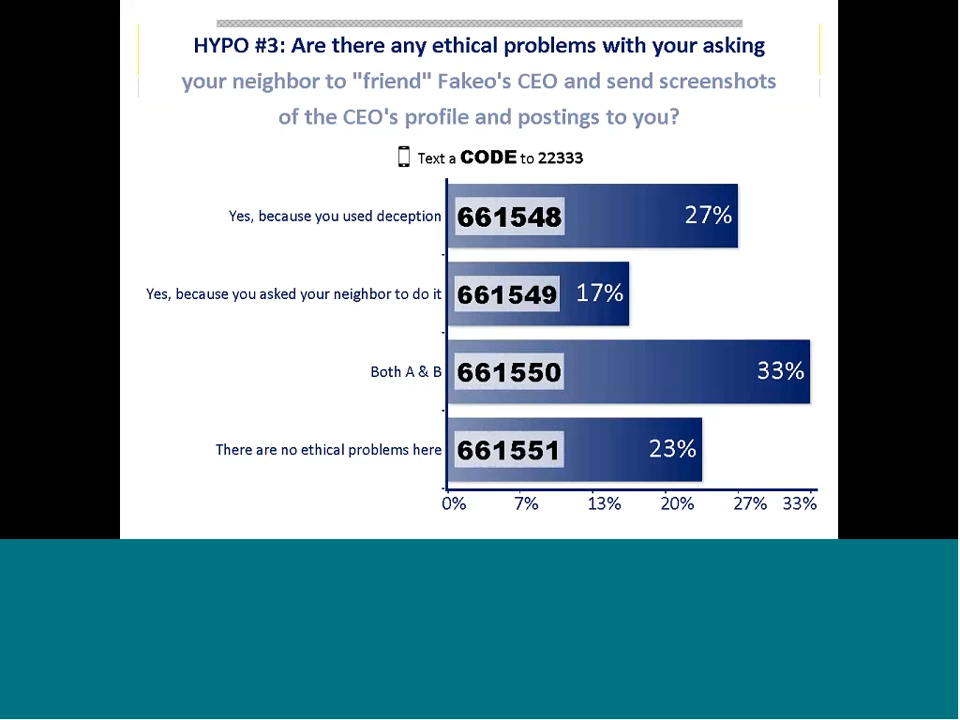 HYPO #3: Are there any ethical problems with your asking
your neighbor to "friend" Fakeo's CEO and send screenshots
of the CEO's profile and postings to you?
Text a CODE to 22333
Yes, because you used deception 661548 27%
Yes, because you asked your neighbor to do it 661549 17%
Both A & B 661550 33%
There are no ethical problems here 661551 23%
0% 7% 13% 20% 27% 33%